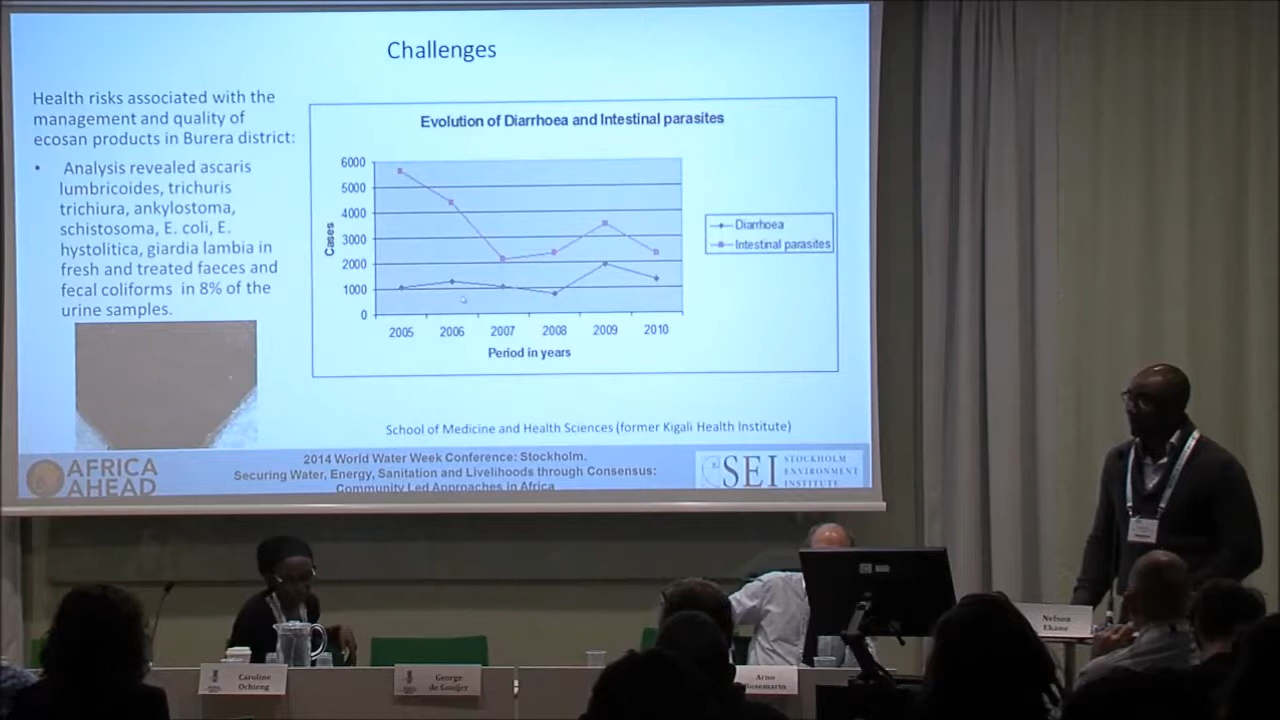 Challenges
Health risks associated with the
management and quality of
ecosan products in Burera district:
• Analysis revealed ascaris
lumbricoides, trichuris
trichiura, ankylostoma,
schistosoma, E. coli, E.
hystolitica, giardia lambia in
fresh and treated faeces and
fecal coliforms in 8% of the
urine samples.
Evolution of Diarrhoea and Intestinal parasites
Cases
6000
5000
4000
3000
2000
1000
0
2005 2006 2007 2008 2009 2010
Period in years
Diarrhoea
Intestinal parasites
School of Medicine and Health Sciences (former Kigali Health Institute)
AFRICA
AHEAD
2014 World Water Week Conference: Stockholm.
Securing Water, Energy, Sanitation and Livelihoods through Consensus:
Community Led Approaches in Africa
SEI STOCKHOLM
ENVIRONMENT
INSTITUTE
Caroline
Ochieng
George
de Gooijer
Arno
Rosemarin
Nelson
Ekane